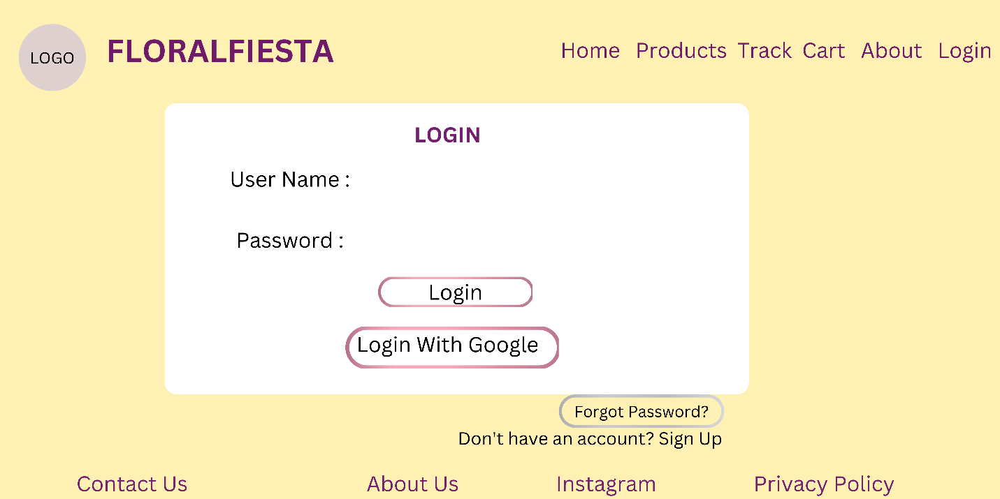 LOGO FLORALFIESTA Home Products Track Cart About Login
LOGIN
User Name :
Password :
Login
Login With Google
Forgot Password?
Don't have an account? Sign Up
Contact Us About Us Instagram Privacy Policy